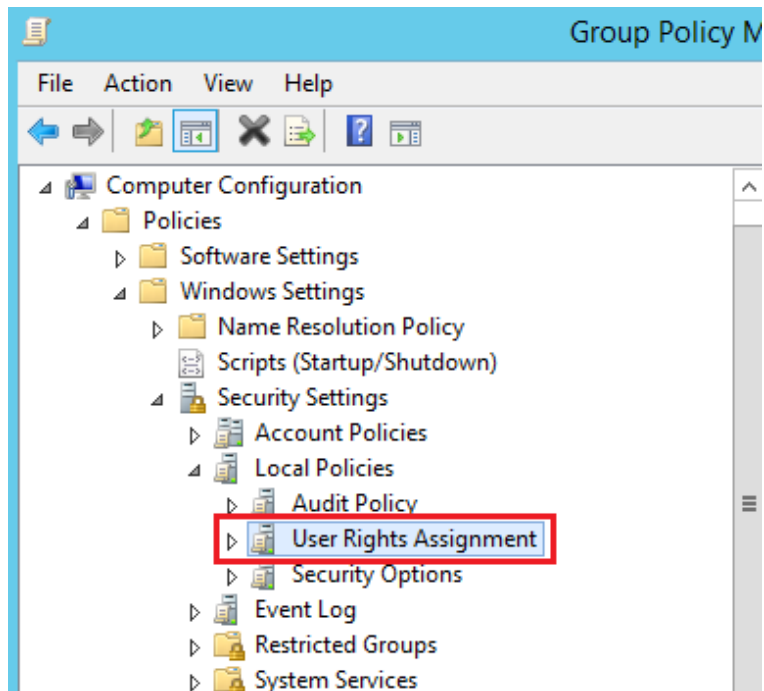 Group Policy M
File Action View Help
Computer Configuration
Policies
Software Settings
Windows Settings
Name Resolution Policy
Scripts (Startup/Shutdown)
Security Settings
Account Policies
Local Policies
Audit Policy
User Rights Assignment
Security Options
Event Log
Restricted Groups
System Services